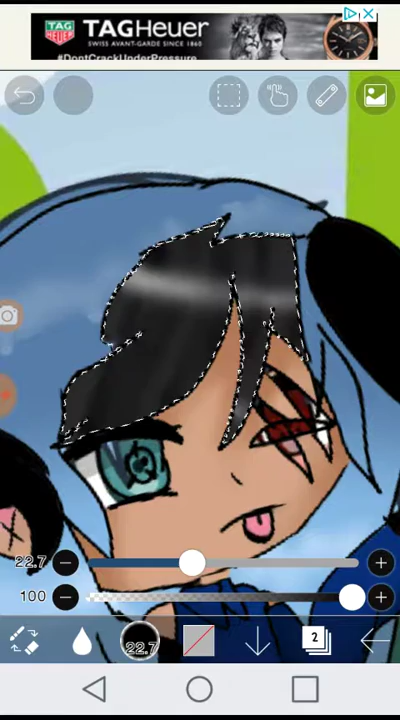 TAG
HEUER
TAGHeuer
SWISS AVANT-GARDE SINCE 1860
#DontCrackUnderPressure
22.7
100
22.7
2